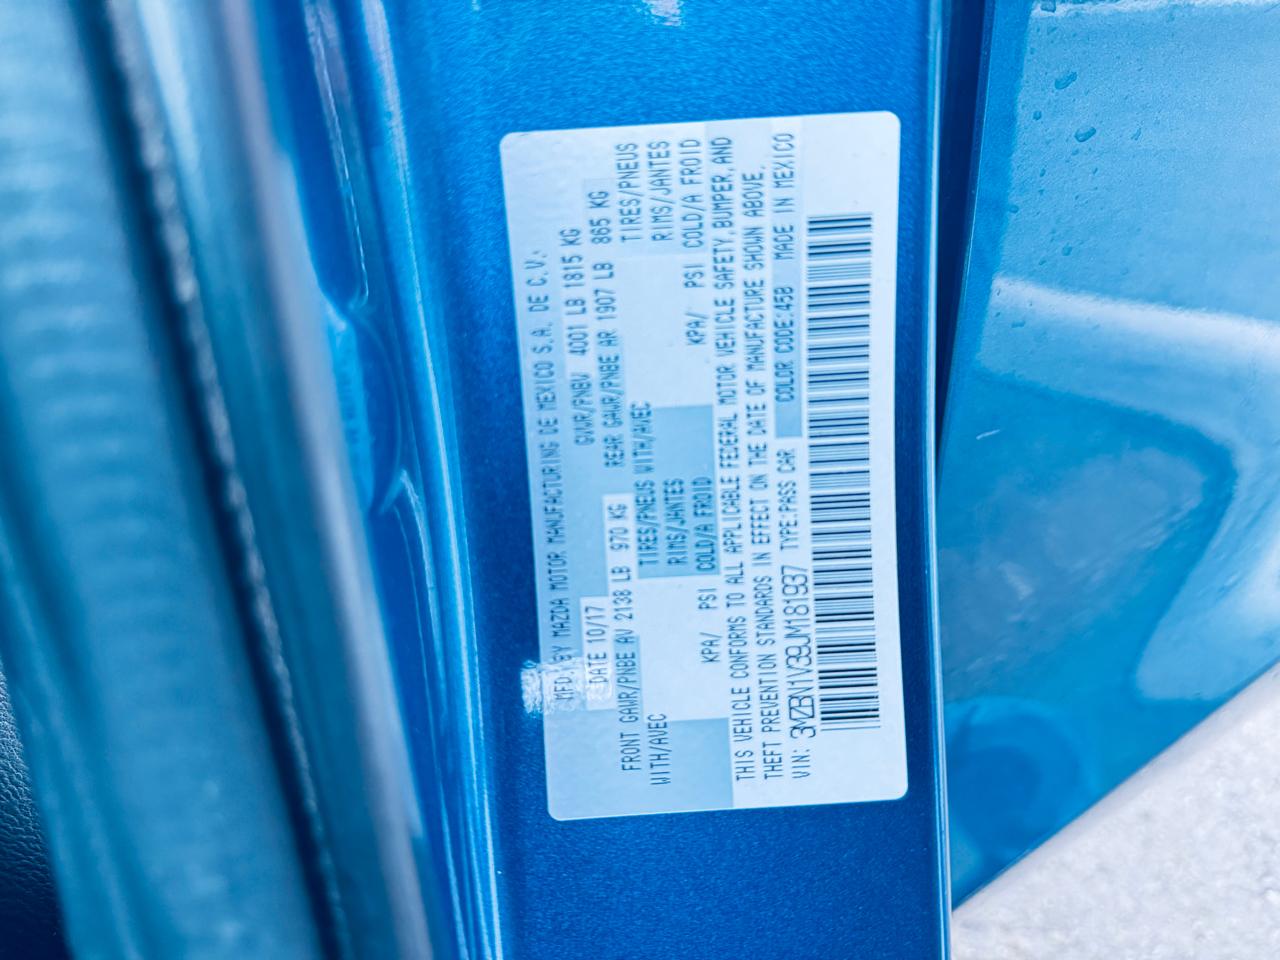 MFD. BY MAZDA MOTOR MANUFACTURING DE MEXICO S.A. DE C.V.
DATE 10/17 GVWR/PNBV 4001 LB 1815 KG
FRONT GAWR/PNBE AV 2138 LB 970 KG REAR GAWR/PNBE AR 1907 LB 865 KG
WITH/AVEC TIRES/PNEUS WITH/AVEC TIRES/PNEUS
RIMS/JANTES RIMS/JANTES
KPA/ PSI COLD/A FROID KPA/ PSI COLD/A FROID
THIS VEHICLE CONFORMS TO ALL APPLICABLE FEDERAL MOTOR VEHICLE SAFETY, BUMPER, AND
THEFT PREVENTION STANDARDS IN EFFECT ON THE DATE OF MANUFACTURE SHOWN ABOVE.
VIN: 3MZBN1V39JM181937 TYPE:PASS CAR COLOR CODE:45B MADE IN MEXICO